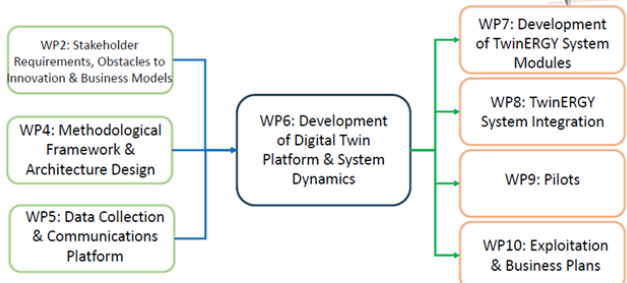 WP2: Stakeholder
Requirements, Obstacles to
Innovation & Business Models
WP4: Methodological
Framework &
Architecture Design
WP5: Data Collection
& Communications
Platform
WP6: Development
of Digital Twin
Platform & System
Dynamics
WP7: Development
of TwinERGY System
Modules
WP8: TwinERGY
System Integration
WP9: Pilots
WP10: Exploitation
& Business Plans